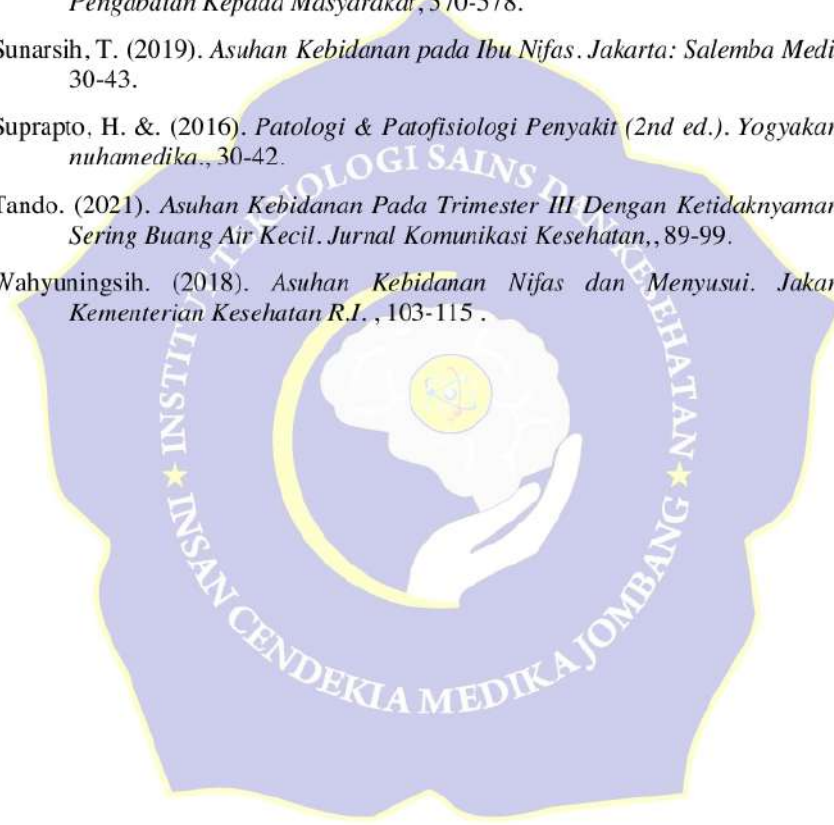 Pengabdian Kepada Masyarakat, 570-578.
Sunarsih, T. (2019). Asuhan Kebidanan pada Ibu Nifas. Jakarta: Salemba Medi
30-43.
Suprapto, H. &. (2016). Patologi & Patofisiologi Penyakit (2nd ed.). Yogyakar
nuhamedika., 30-42.
Tando. (2021). Asuhan Kebidanan Pada Trimester III Dengan Ketidaknyaman
Sering Buang Air Kecil. Jurnal Komunikasi Kesehatan,, 89-99.
Wahyuningsih. (2018). Asuhan Kebidanan Nifas dan Menyusui. Jakar
Kementerian Kesehatan R.I. , 103-115 .
INSTITUT TEKNOLOGI SAINS DAN KESEHATAN
INSAN CENDEKIA MEDIKA JOMBANG